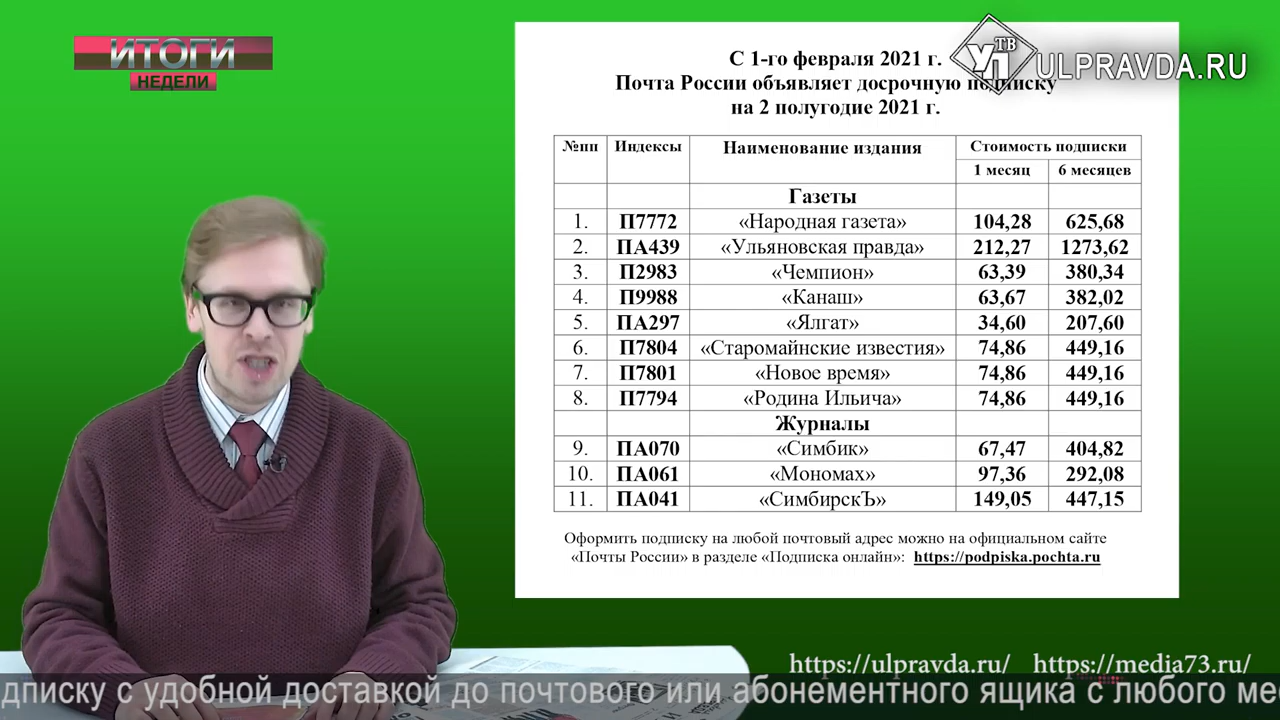 ИТОГИ
НЕДЕЛИ
УП ТВ
ULPRAVDA.RU
С 1-го февраля 2021 г.
Почта России объявляет досрочную подписку
на 2 полугодие 2021 г.
№пп Индексы Наименование издания Стоимость подписки
1 месяц 6 месяцев
Газеты
1. П7772 «Народная газета» 104,28 625,68
2. ПА439 «Ульяновская правда» 212,27 1273,62
3. П2983 «Чемпион» 63,39 380,34
4. П9988 «Канаш» 63,67 382,02
5. ПА297 «Ялгат» 34,60 207,60
6. П7804 «Старомайнские известия» 74,86 449,16
7. П7801 «Новое время» 74,86 449,16
8. П7794 «Родина Ильича» 74,86 449,16
Журналы
9. ПА070 «Симбик» 67,47 404,82
10. ПА061 «Мономах» 97,36 292,08
11. ПА041 «СимбирскЪ» 149,05 447,15
Оформить подписку на любой почтовый адрес можно на официальном сайте
«Почты России» в разделе «Подписка онлайн»: https://podpiska.pochta.ru
https://ulpravda.ru/ https://media73.ru/
дписку с удобной доставкой до почтового или абонементного ящика с любого ме